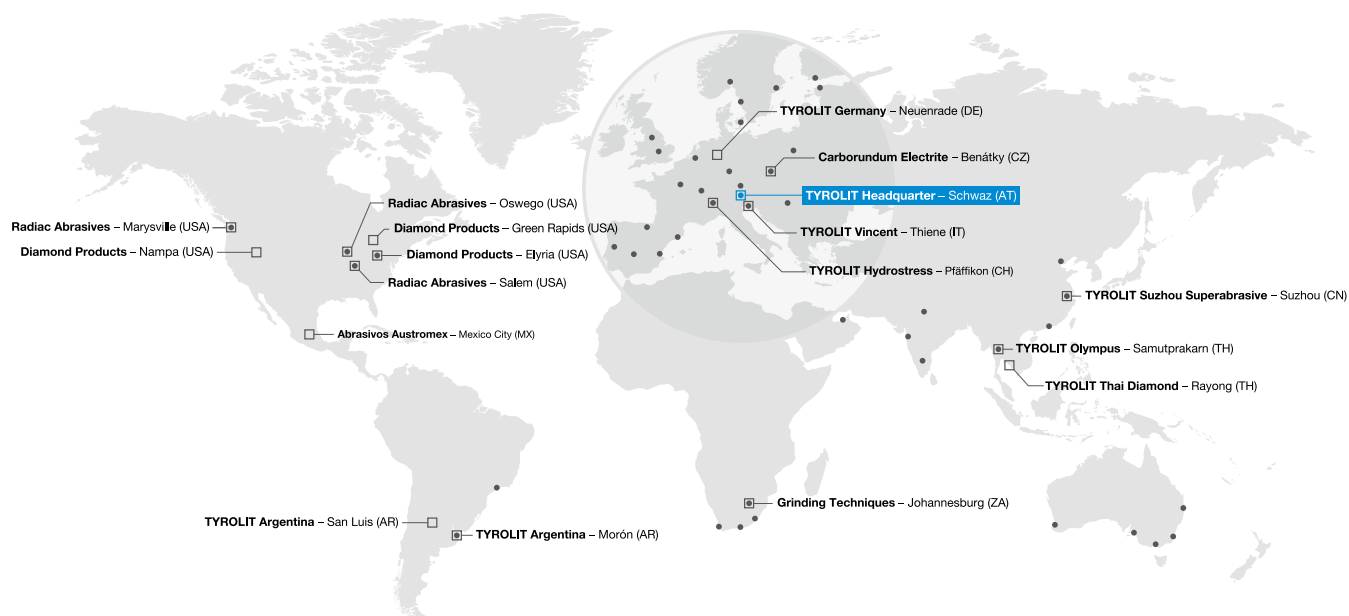 TYROLIT Germany – Neuenrade (DE)
Carborundum Electrite – Benátky (CZ)
TYROLIT Headquarter – Schwaz (AT)
Radiac Abrasives – Oswego (USA)
Radiac Abrasives – Marysville (USA)
Diamond Products – Green Rapids (USA)
TYROLIT Vincent – Thiene (IT)
Diamond Products – Nampa (USA)
Diamond Products – Elyria (USA)
TYROLIT Hydrostress – Pfäffikon (CH)
Radiac Abrasives – Salem (USA)
TYROLIT Suzhou Superabrasive – Suzhou (CN)
Abrasivos Austromex – Mexico City (MX)
TYROLIT Olympus – Samutprakarn (TH)
TYROLIT Thai Diamond – Rayong (TH)
Grinding Techniques – Johannesburg (ZA)
TYROLIT Argentina – San Luis (AR)
TYROLIT Argentina – Morón (AR)